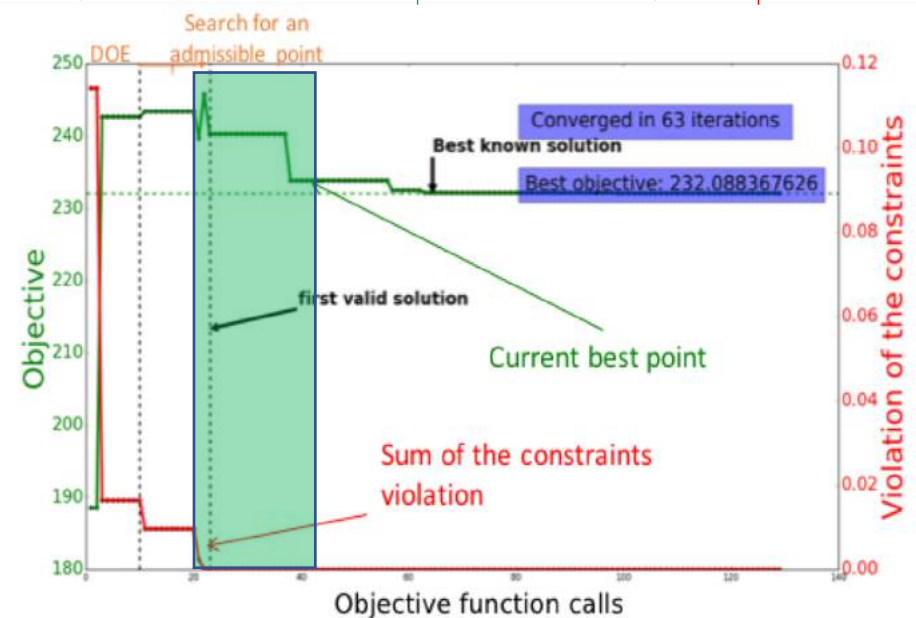 Search for an
DOE admissible point
250
240
230
220
210
200
190
180
Objective
0.12
0.10
0.08
0.06
0.04
0.02
0.00
Violation of the constraints
Converged in 63 iterations
Best known solution
Best objective: 232.088367626
first valid solution
Current best point
Sum of the constraints
violation
0 20 40 60 80 100 120 140
Objective function calls